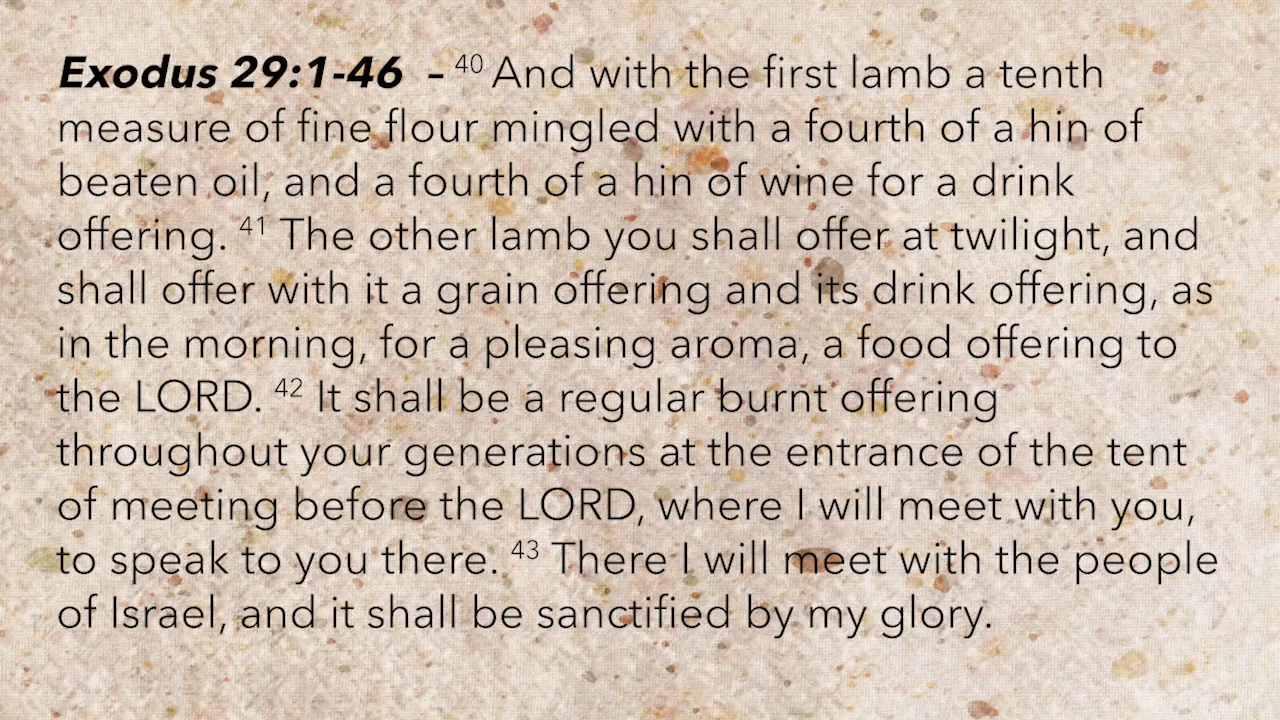 Exodus 29:1-46 – 40 And with the first lamb a tenth
measure of fine flour mingled with a fourth of a hin of
beaten oil, and a fourth of a hin of wine for a drink
offering. 41 The other lamb you shall offer at twilight, and
shall offer with it a grain offering and its drink offering, as
in the morning, for a pleasing aroma, a food offering to
the LORD. 42 It shall be a regular burnt offering
throughout your generations at the entrance of the tent
of meeting before the LORD, where I will meet with you,
to speak to you there. 43 There I will meet with the people
of Israel, and it shall be sanctified by my glory.